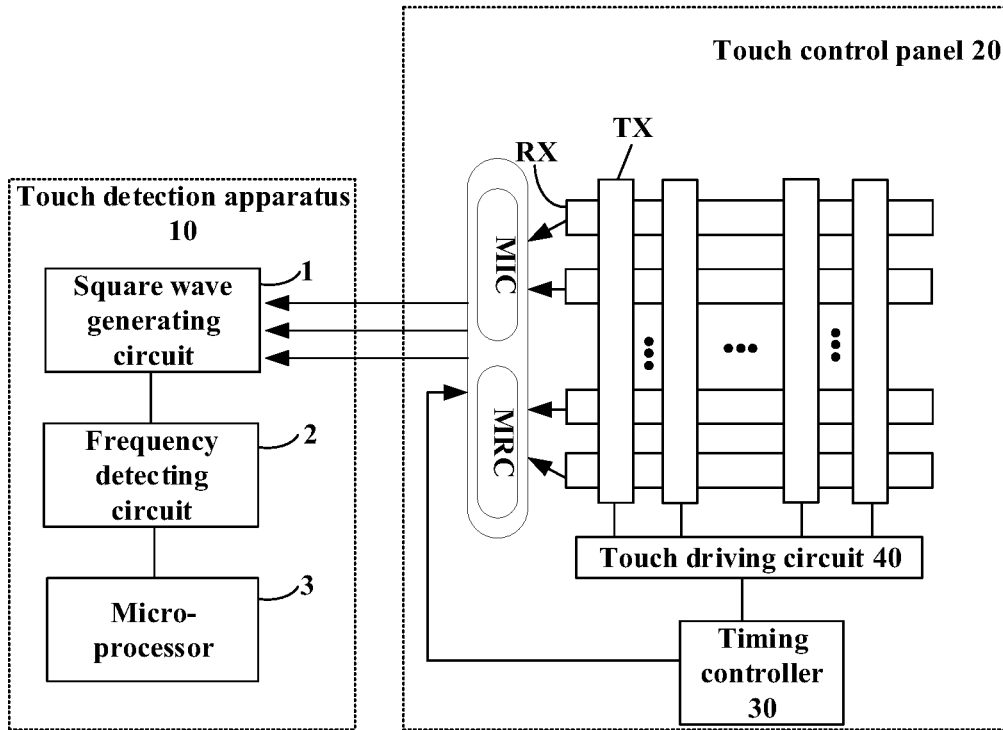 Touch control panel 20
TX
RX
Touch detection apparatus
10
1
Square wave
generating
circuit
MIC
2
Frequency
detecting
circuit
MRC
3
Micro-
processor
Touch driving circuit 40
Timing
controller
30